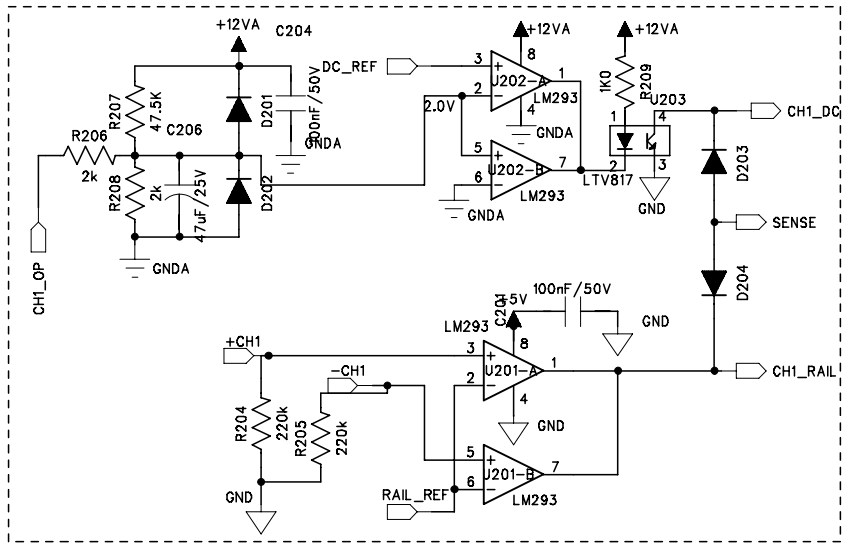 +12VA
C204
100nF/50V
GNDA
R207
47.5K
C206
D201
R206
2k
R208
2k
47uF/25V
D202
GNDA
CH1_OP
DC_REF
3
2
2.0V
+12VA
8
U202-A
1
LM293
4
GNDA
5
6
U202-B
7
LM293
GNDA
+12VA
1K0
R209
U203
1
4
2
3
LTV817
GND
CH1_DC
D203
SENSE
D204
C201
+5V
100nF/50V
GND
LM293
+CH1
3
2
8
U201-A
1
4
GND
CH1_RAIL
-CH1
R204
220k
R205
220k
GND
5
6
U201-B
7
LM293
RAIL_REF